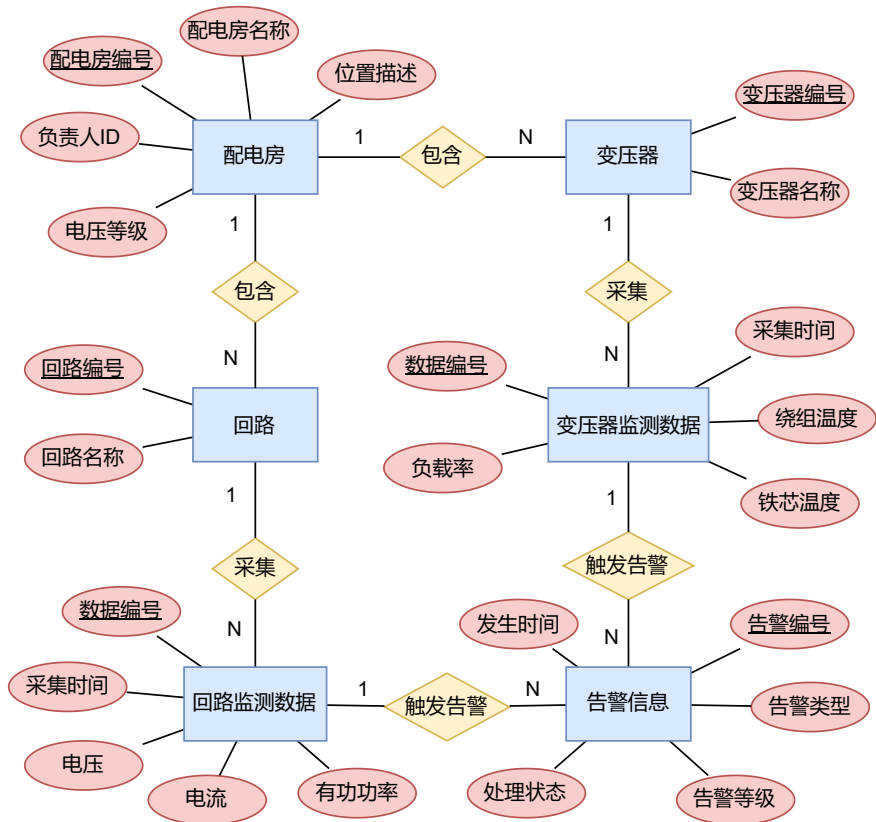 配电房名称
配电房编号
位置描述
变压器编号
负责人ID
配电房
1
包含
N
变压器
变压器名称
电压等级
1
1
包含
采集
采集时间
N
N
回路编号
数据编号
回路
变压器监测数据
绕组温度
回路名称
负载率
1
1
铁芯温度
采集
触发告警
数据编号
发生时间
告警编号
N
N
采集时间
回路监测数据
1
触发告警
N
告警信息
告警类型
电压
电流
有功功率
处理状态
告警等级